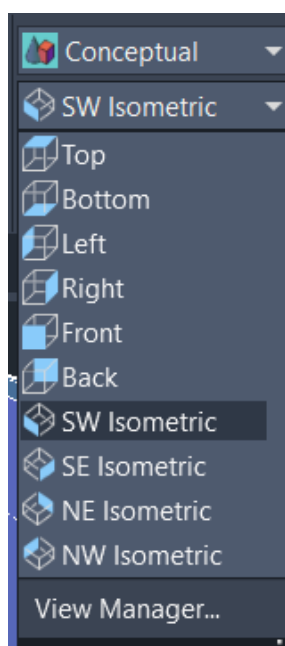 Conceptual
SW Isometric
Top
Bottom
Left
Right
Front
Back
SW Isometric
SE Isometric
NE Isometric
NW Isometric
View Manager...